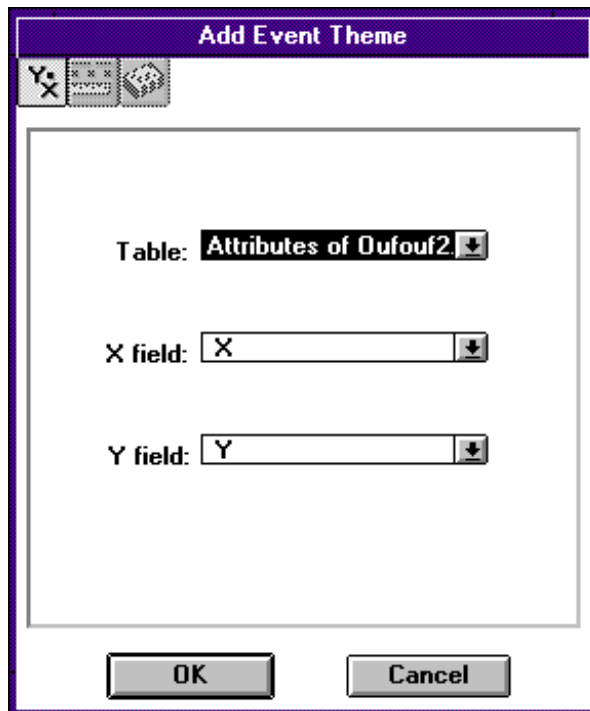 Add Event Theme
Y X
Table: Attributes of Oufouf2.
X field: X
Y field: Y
OK Cancel